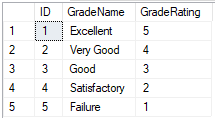 ID GradeName GradeRating
1 1 Excellent 5
2 2 Very Good 4
3 3 Good 3
4 4 Satisfactory 2
5 5 Failure 1